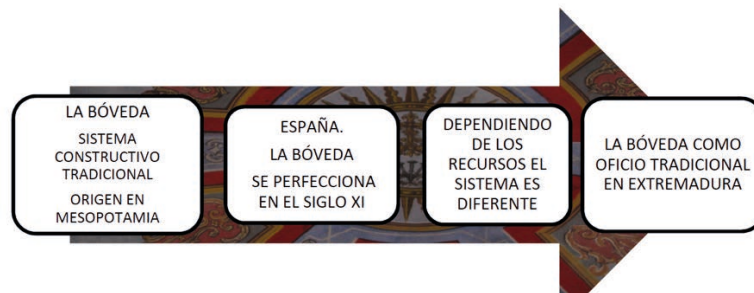 LA BÓVEDA
SISTEMA
CONSTRUCTIVO
TRADICIONAL
ORIGEN EN
MESOPOTAMIA
ESPAÑA.
LA BÓVEDA
SE PERFECCIONA
EN EL SIGLO XI
DEPENDIENDO
DE LOS
RECURSOS EL
SISTEMA ES
DIFERENTE
LA BÓVEDA COMO
OFICIO TRADICIONAL
EN EXTREMADURA